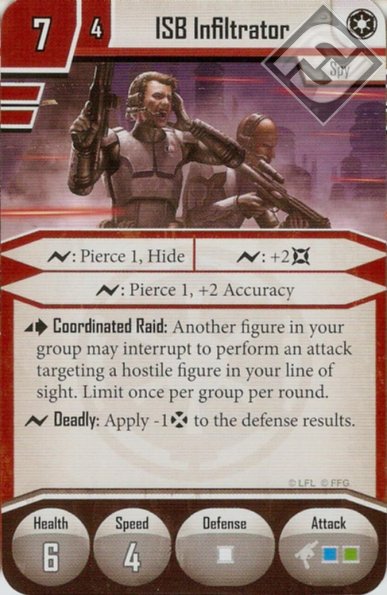 7 4 ISB Infiltrator
Spy
: Pierce 1, Hide
: +2
: Pierce 1, +2 Accuracy
Coordinated Raid: Another figure in your
group may interrupt to perform an attack
targeting a hostile figure in your line of
sight. Limit once per group per round.
Deadly: Apply -1 to the defense results.
© LFL © FFG
Health Speed Defense Attack
6 4